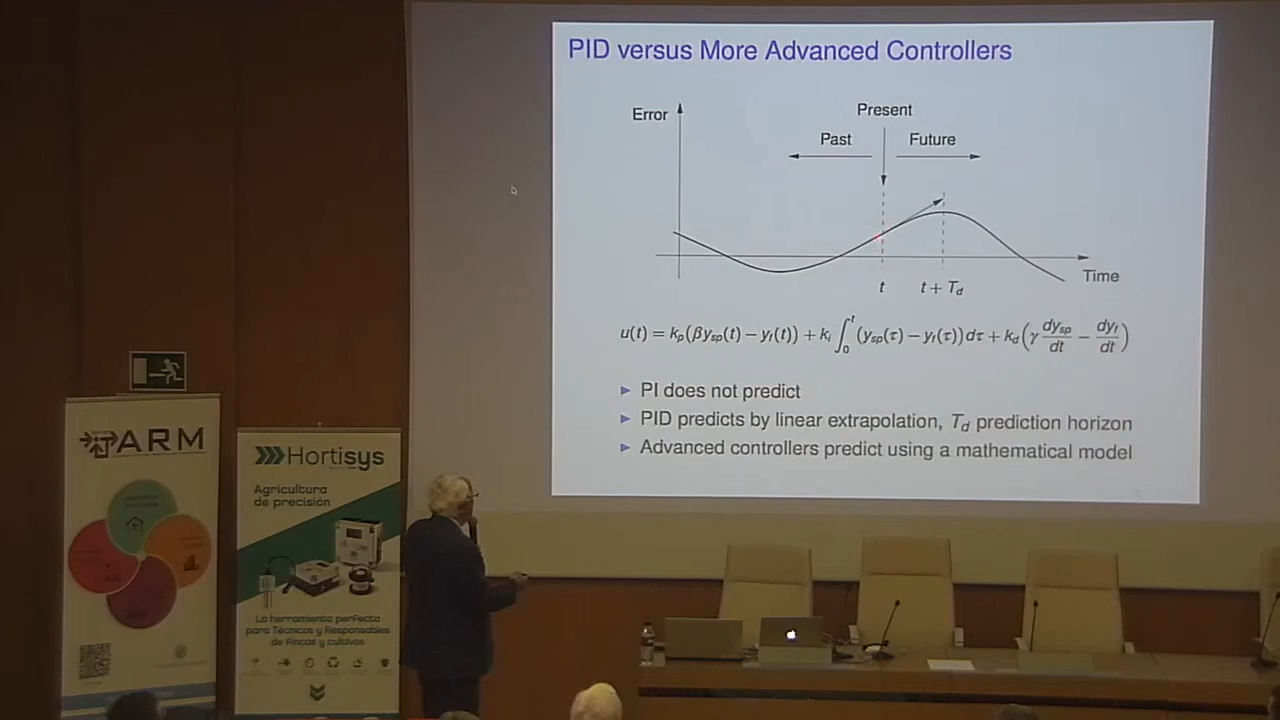 PID versus More Advanced Controllers
Error
Present
Past
Future
Time
t
t + T_d
u(t) = k_p(βy_sp(t) − y_f(t)) + k_i ∫_0^t (y_sp(τ) − y_f(τ)) dτ + k_d (γ dy_sp/dt − dy_f/dt)
PI does not predict
PID predicts by linear extrapolation, T_d prediction horizon
Advanced controllers predict using a mathematical model
ARM
Hortisys
Agricultura
de precisión
La herramienta perfecta
para Técnicos y Responsables
de Fincas y cultivos